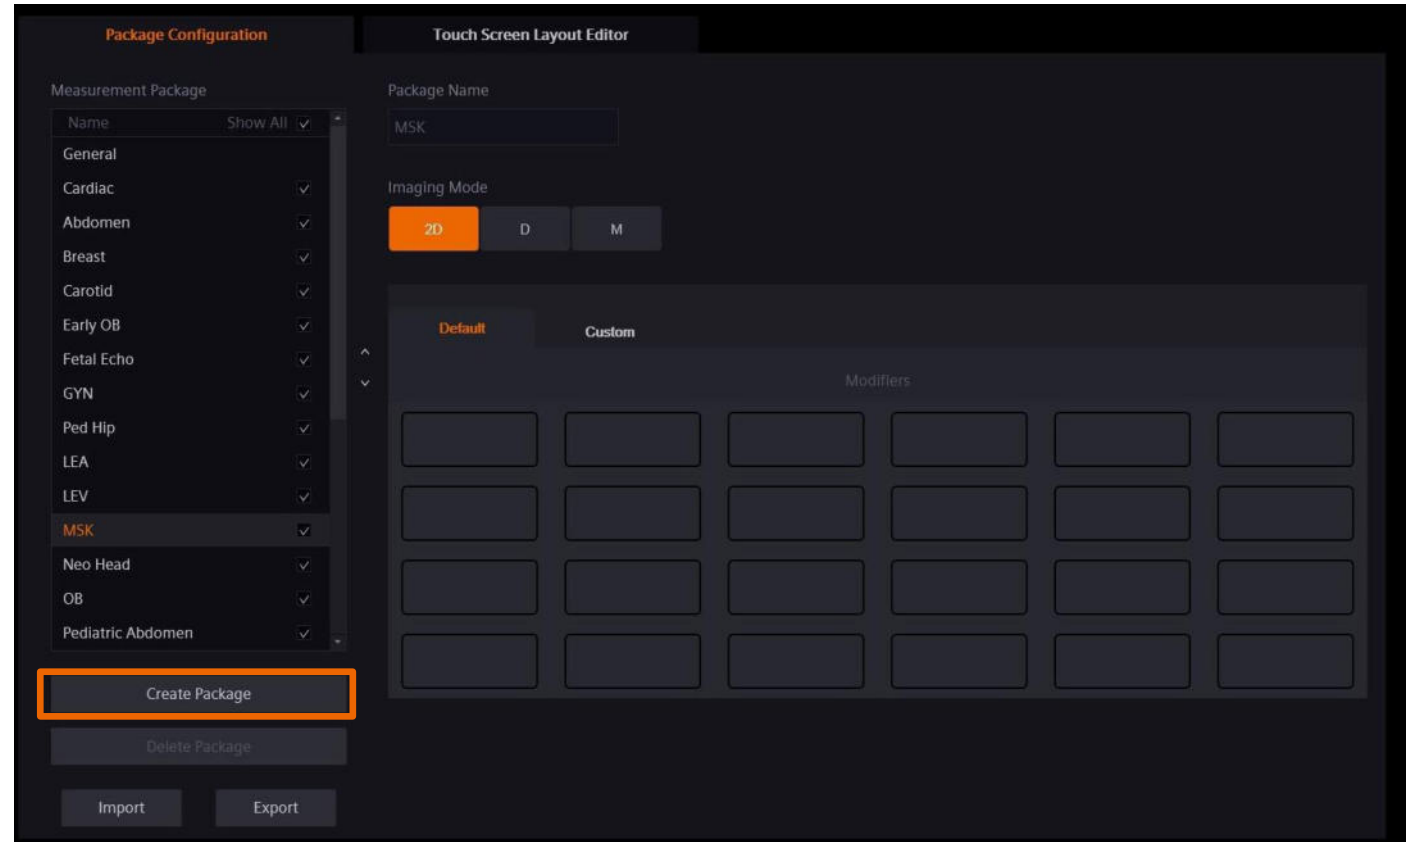 Package Configuration
Touch Screen Layout Editor
Measurement Package
Name Show All
General
Cardiac
Abdomen
Breast
Carotid
Early OB
Fetal Echo
GYN
Ped Hip
LEA
LEV
MSK
Neo Head
OB
Pediatric Abdomen
Create Package
Delete Package
Import Export
Package Name
MSK
Imaging Mode
2D D M
Default Custom
Modifiers